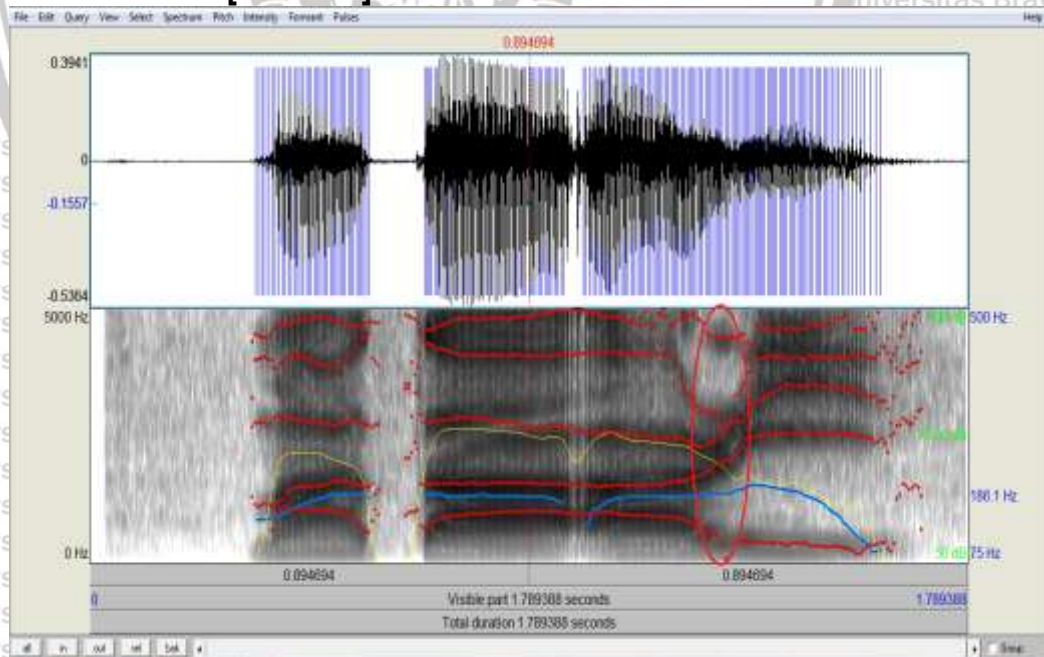 File Edit Query View Select Spectrum Pitch Intensity Formant Pulses Help
0.894694
0.3941
0
-0.1557
-0.5364
5000 Hz 500 Hz
186.1 Hz
0 Hz 50 dB 75 Hz
0.894694 0.894694
0 Visible part 1.789388 seconds 1.789388
Total duration 1.789388 seconds
all in out sel bak Group